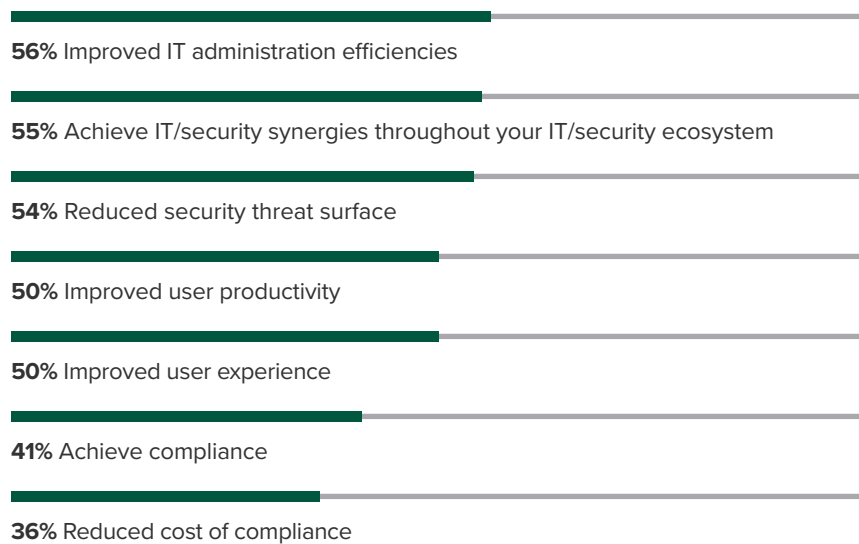 56% Improved IT administration efficiencies
55% Achieve IT/security synergies throughout your IT/security ecosystem
54% Reduced security threat surface
50% Improved user productivity
50% Improved user experience
41% Achieve compliance
36% Reduced cost of compliance